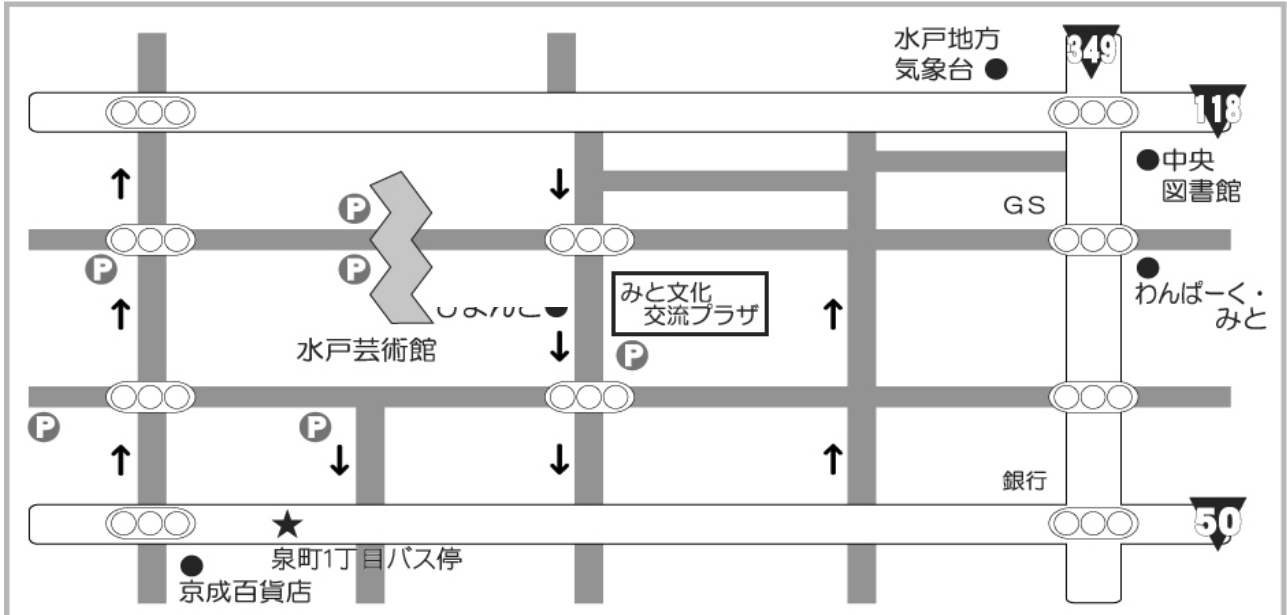 水戸地方
気象台
349
118
中央
図書館
GS
P
P
P
わんぱーく・
みと
みと文化
交流プラザ
水戸芸術館
P
P
P
銀行
50
泉町1丁目バス停
京成百貨店